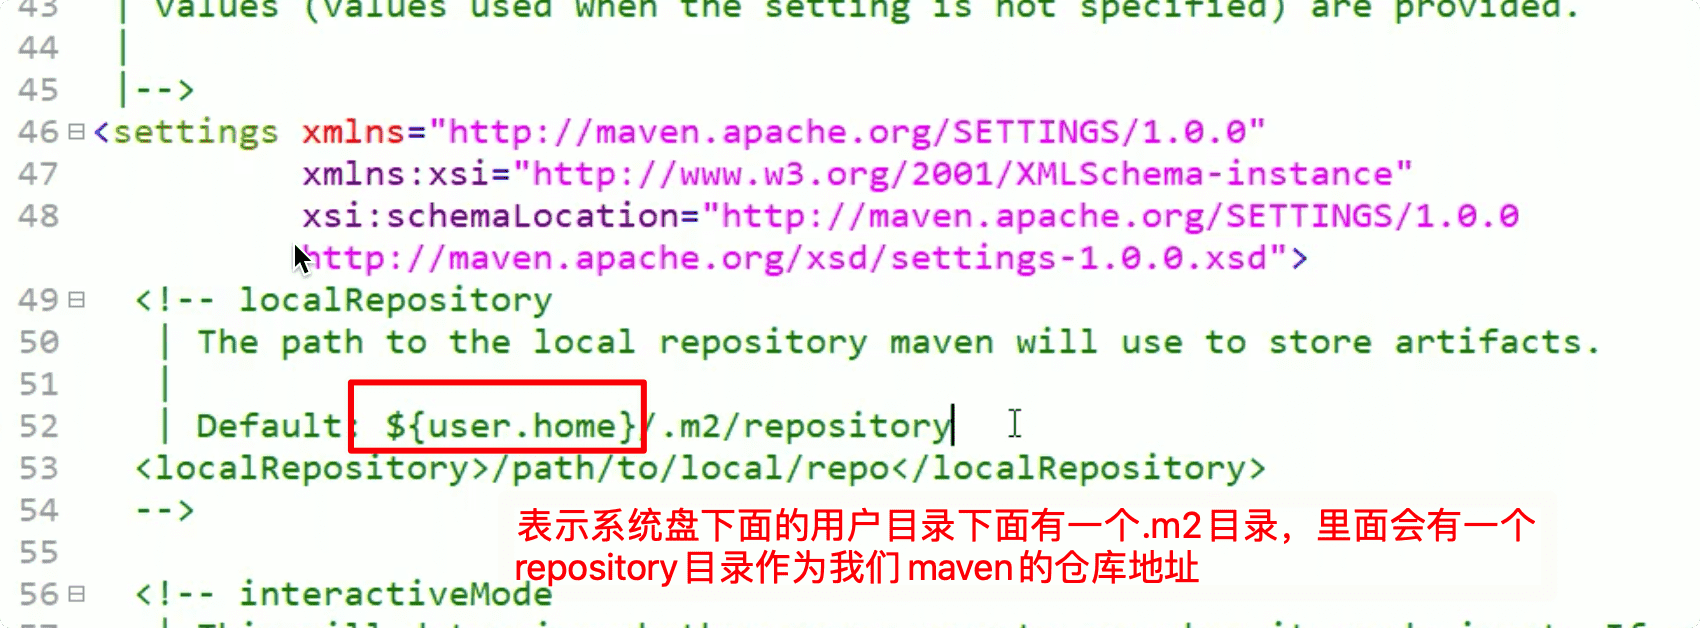 43 | values (values used when the setting is not specified) are provided.
44 |
45 |-->
46 <settings xmlns="http://maven.apache.org/SETTINGS/1.0.0"
47 xmlns:xsi="http://www.w3.org/2001/XMLSchema-instance"
48 xsi:schemaLocation="http://maven.apache.org/SETTINGS/1.0.0
http://maven.apache.org/xsd/settings-1.0.0.xsd">
49 <!-- localRepository
50 | The path to the local repository maven will use to store artifacts.
51 |
52 | Default: ${user.home}/.m2/repository
53 <localRepository>/path/to/local/repo</localRepository>
54 -->
表示系统盘下面的用户目录下面有一个.m2目录，里面会有一个
55
repository目录作为我们maven的仓库地址
56 <!-- interactiveMode